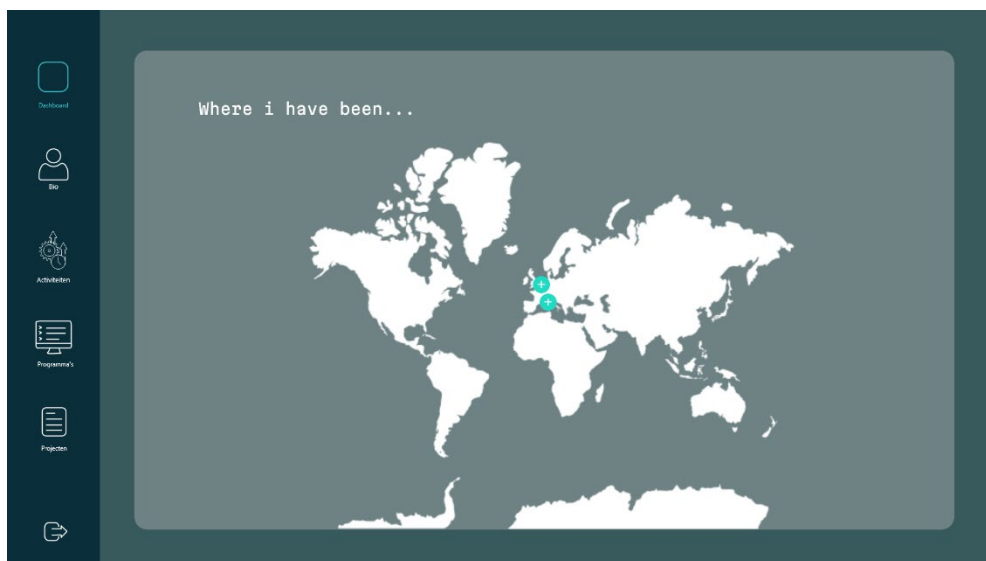 Dashboard
Bio
Activiteiten
Programma's
Projecten
Where i have been...